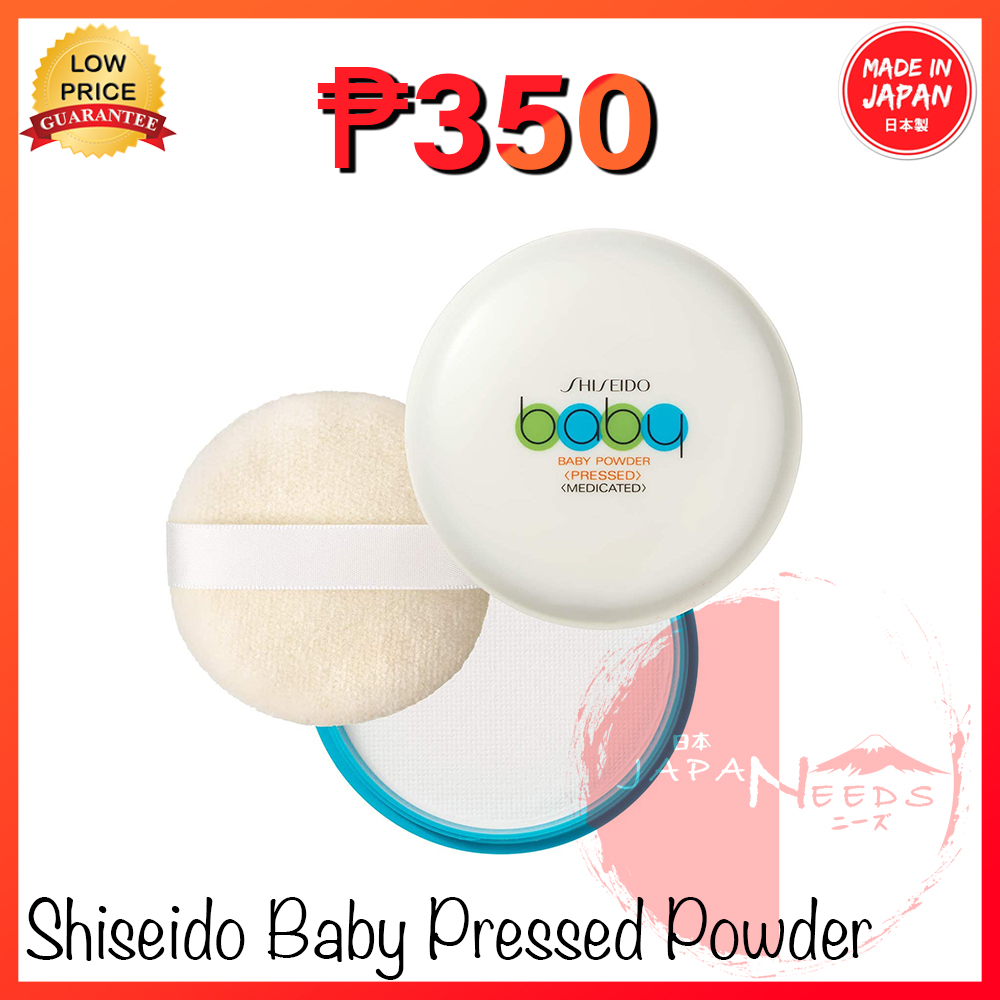 LOW
PRICE
GUARANTEE
₱350
MADE IN
JAPAN
日本製
SHISEIDO
baby
BABY POWDER
〈PRESSED〉
〈MEDICATED〉
日本
JAPANEEDS
ニーズ
Shiseido Baby Pressed Powder